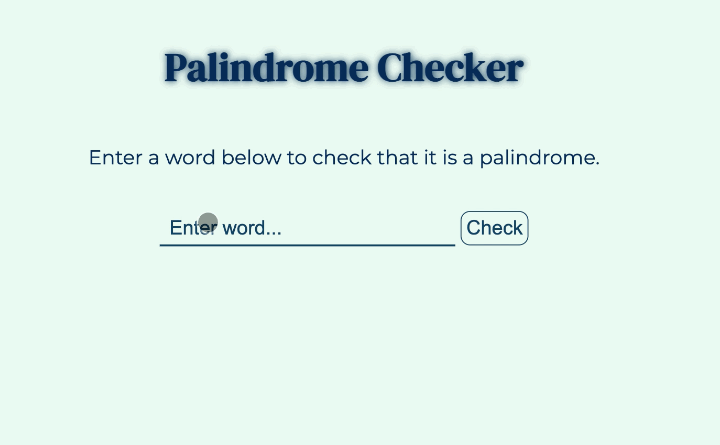 Palindrome Checker
Enter a word below to check that it is a palindrome.
Enter word... Check